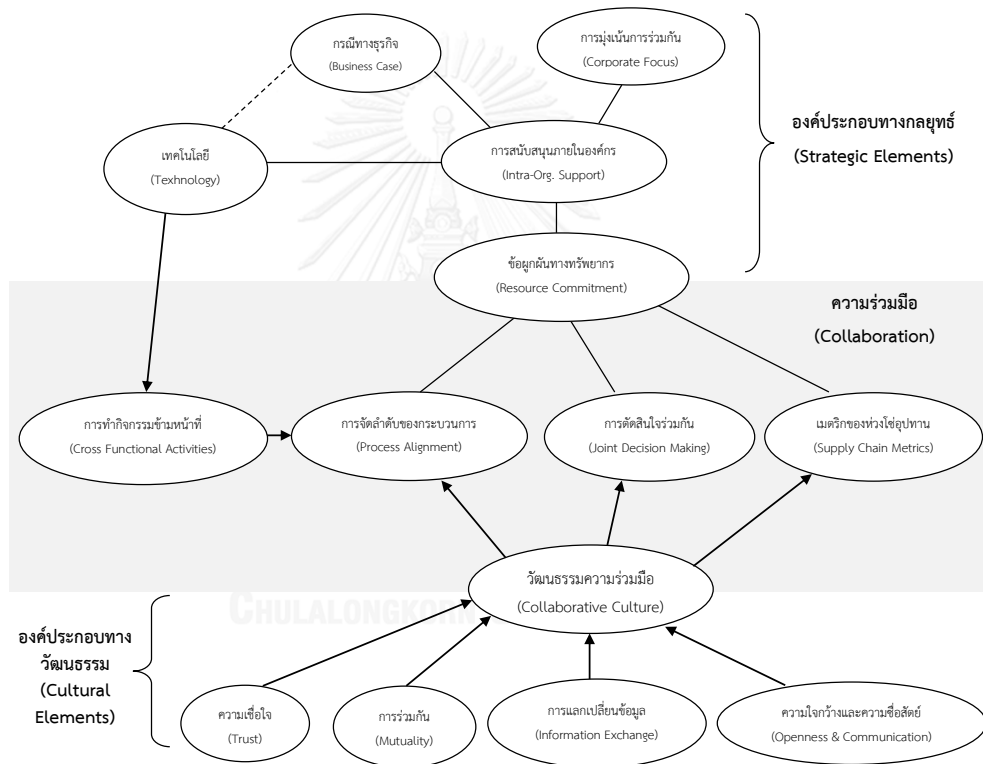 กรณีทางธุรกิจ
(Business Case)
การมุ่งเน้นการร่วมกัน
(Corporate Focus)
องค์ประกอบทางกลยุทธ์
(Strategic Elements)
เทคโนโลยี
(Texhnology)
การสนับสนุนภายในองค์กร
(Intra-Org. Support)
ข้อผูกผันทางทรัพยากร
(Resource Commitment)
ความร่วมมือ
(Collaboration)
การทำกิจกรรมข้ามหน้าที่
(Cross Functional Activities)
การจัดลำดับของกระบวนการ
(Process Alignment)
การตัดสินใจร่วมกัน
(Joint Decision Making)
เมตริกของห่วงโซ่อุปทาน
(Supply Chain Metrics)
วัฒนธรรมความร่วมมือ
(Collaborative Culture)
CHULALONGKORN
องค์ประกอบทาง
วัฒนธรรม
(Cultural
Elements)
ความเชื่อใจ
(Trust)
การร่วมกัน
(Mutuality)
การแลกเปลี่ยนข้อมูล
(Information Exchange)
ความใจกว้างและความซื่อสัตย์
(Openness & Communication)